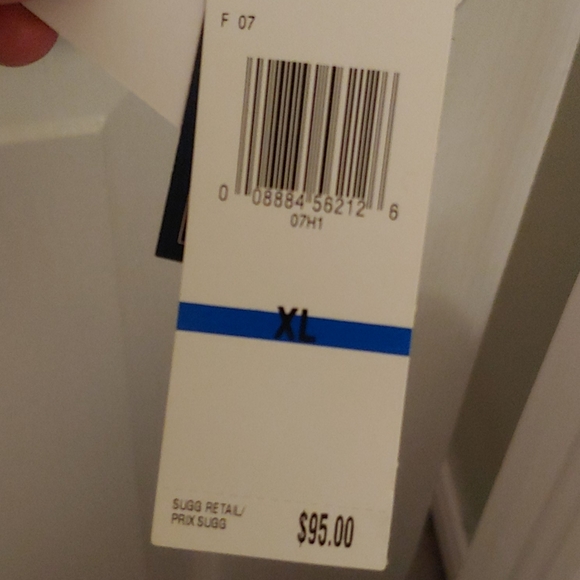 F 07
0 08884 56212 6
07H1
XL
SUGG RETAIL/
PRIX SUGG
$95.00